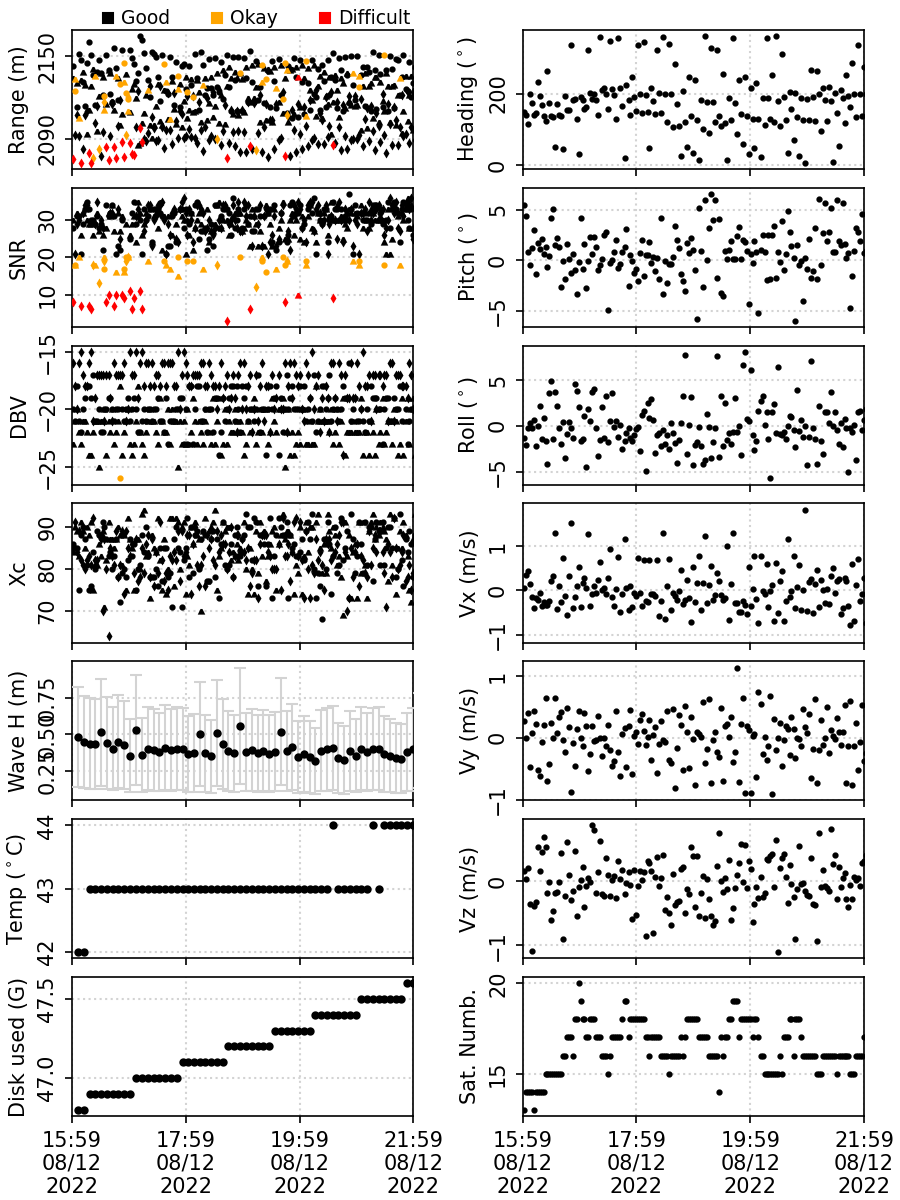 Good Okay Difficult
Range (m)
2150
2090
SNR
30
20
10
DBV
−15
−20
−25
Xc
90
80
70
Wave H (m)
0.75
0.50
0.25
Temp (°C)
44
43
42
Disk used (G)
47.5
47.0
15:59 17:59 19:59 21:59
08/12 08/12 08/12 08/12
2022 2022 2022 2022
Heading (°)
200
0
Pitch (°)
5
0
−5
Roll (°)
5
0
−5
Vx (m/s)
1
0
−1
Vy (m/s)
1
0
−1
Vz (m/s)
0
−1
Sat. Numb.
20
15
15:59 17:59 19:59 21:59
08/12 08/12 08/12 08/12
2022 2022 2022 2022